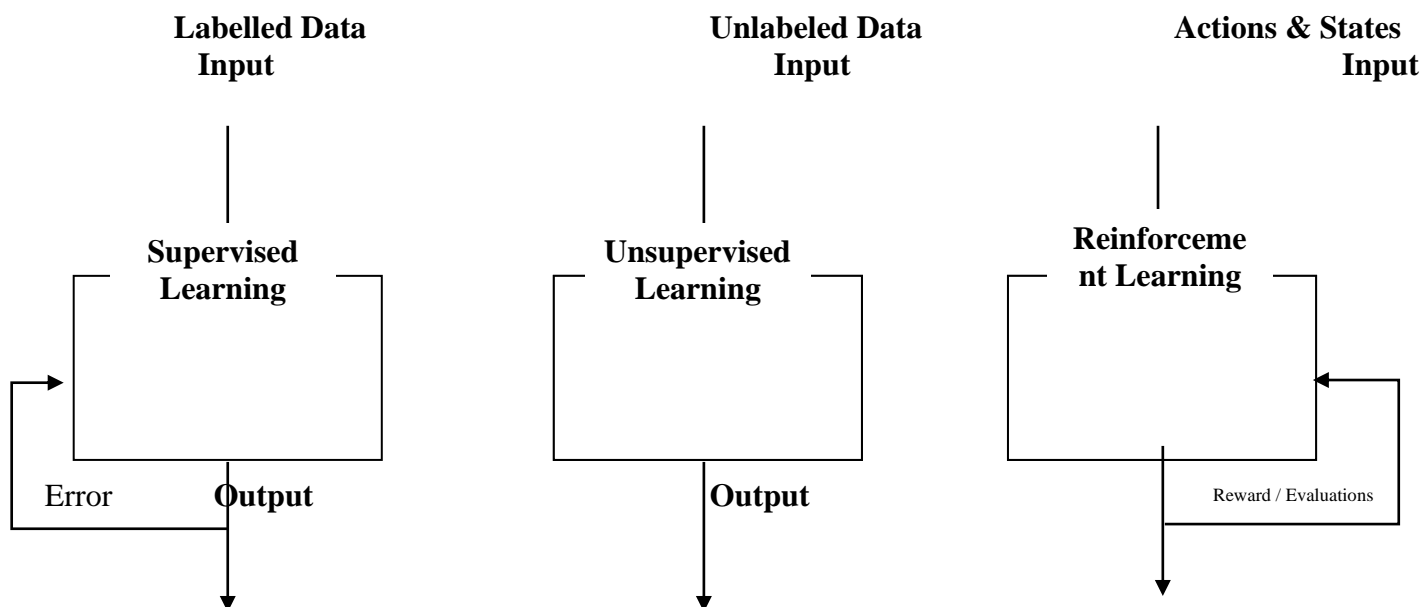 Labelled Data
Input
Unlabeled Data
Input
Actions & States
Input
Supervised
Learning
Unsupervised
Learning
Reinforceme
nt Learning
Error
Output
Output
Reward / Evaluations